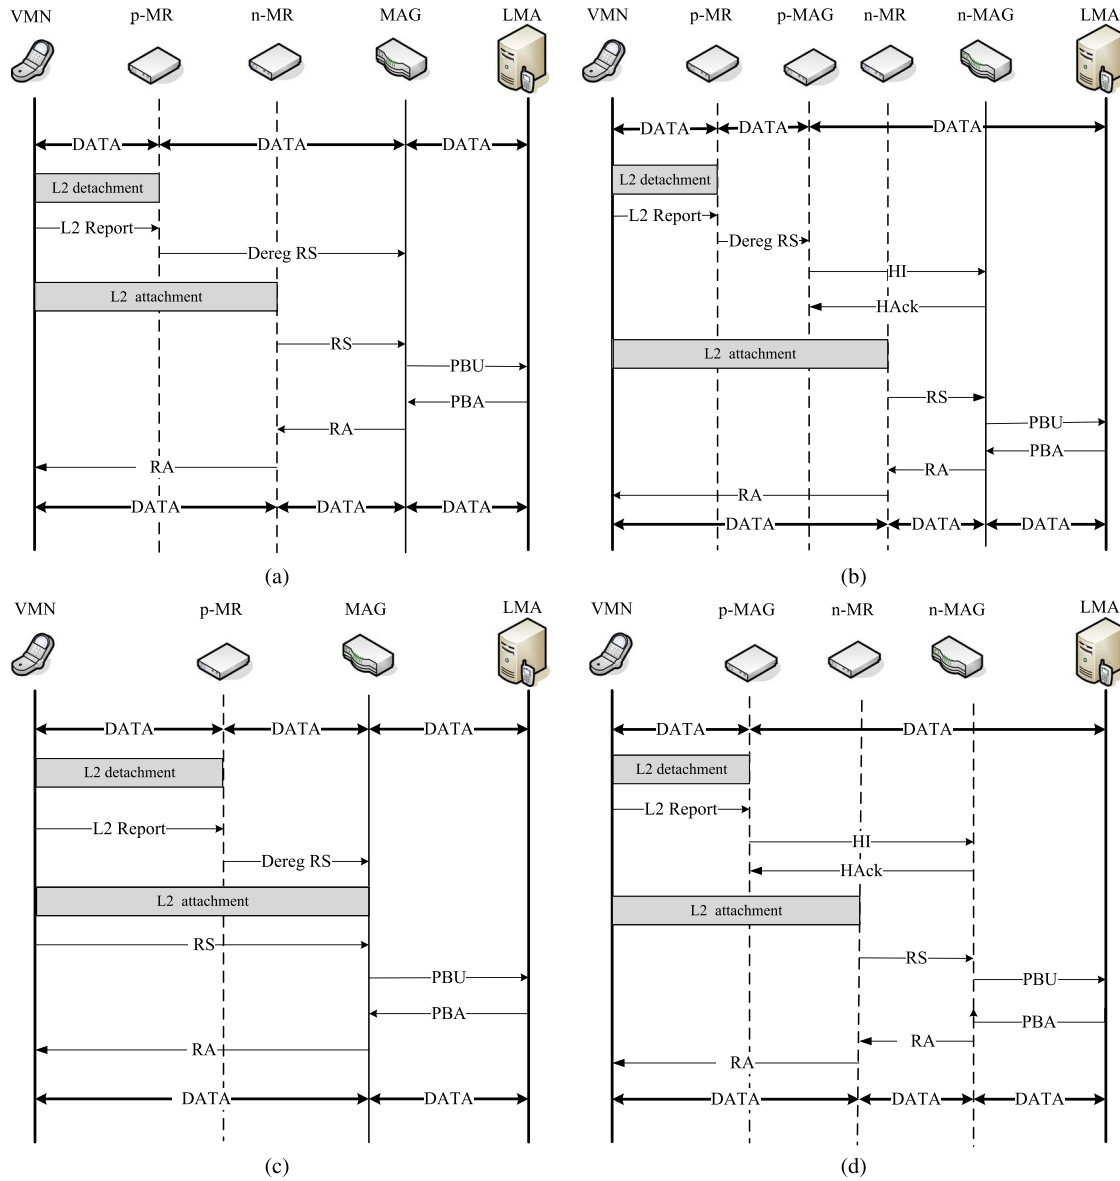 VMN p-MR n-MR MAG LMA
DATA DATA DATA
L2 detachment
L2 Report
Dereg RS
L2 attachment
RS
PBU
PBA
RA
RA
DATA DATA DATA
(a)
VMN p-MR p-MAG n-MR n-MAG LMA
DATA DATA DATA
L2 detachment
L2 Report
Dereg RS
HI
HAck
L2 attachment
RS
PBU
PBA
RA
RA
DATA DATA DATA
(b)
VMN p-MR MAG LMA
DATA DATA DATA
L2 detachment
L2 Report
Dereg RS
L2 attachment
RS
PBU
PBA
RA
DATA DATA
(c)
VMN p-MAG n-MR n-MAG LMA
DATA DATA
L2 detachment
L2 Report
HI
HAck
L2 attachment
RS
PBU
PBA
RA
RA
DATA DATA DATA
(d)